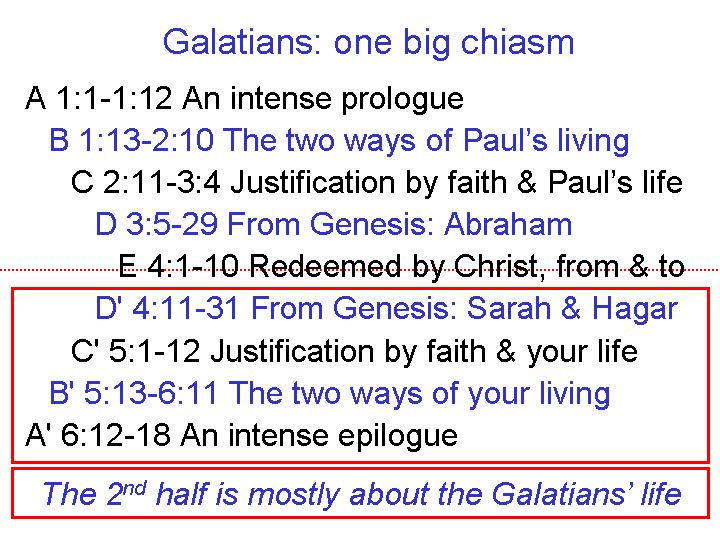 Galatians: one big chiasm
A 1:1-1:12 An intense prologue
B 1:13-2:10 The two ways of Paul’s living
C 2:11-3:4 Justification by faith & Paul’s life
D 3:5-29 From Genesis: Abraham
E 4:1-10 Redeemed by Christ, from & to
D' 4:11-31 From Genesis: Sarah & Hagar
C' 5:1-12 Justification by faith & your life
B' 5:13-6:11 The two ways of your living
A' 6:12-18 An intense epilogue
The 2nd half is mostly about the Galatians’ life